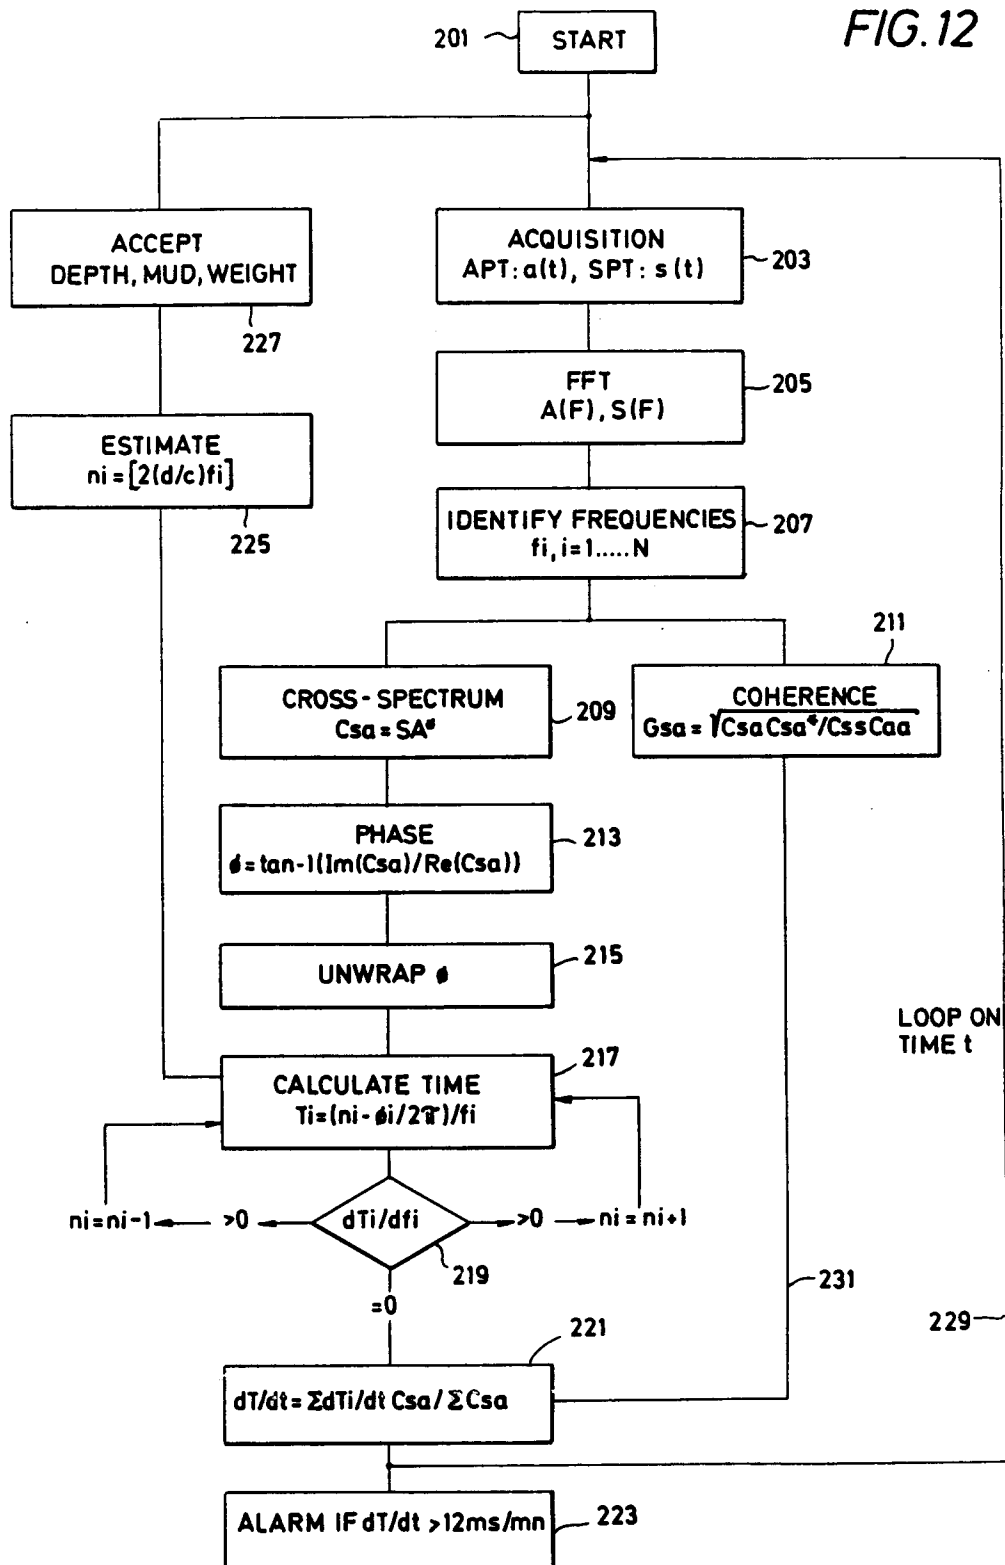 FIG.12
201
START
ACCEPT
DEPTH, MUD, WEIGHT
227
ACQUISITION
APT: a(t), SPT: s(t)
203
FFT
A(F), S(F)
205
ESTIMATE
ni = [2(d/c)fi]
225
IDENTIFY FREQUENCIES
fi, i=1.....N
207
211
CROSS-SPECTRUM
Csa = SA*
209
COHERENCE
Gsa = √CsaCsa*/CssCaa
PHASE
ø = tan-1(Im(Csa)/Re(Csa))
213
UNWRAP ø
215
LOOP ON
TIME t
217
CALCULATE TIME
Ti=(ni-øi/2π)/fi
ni=ni-1
>0
dTi/dfi
>0
ni = ni+1
219
=0
231
229
221
dT/dt = ΣdTi/dt Csa/ΣCsa
ALARM IF dT/dt >12ms/mn
223